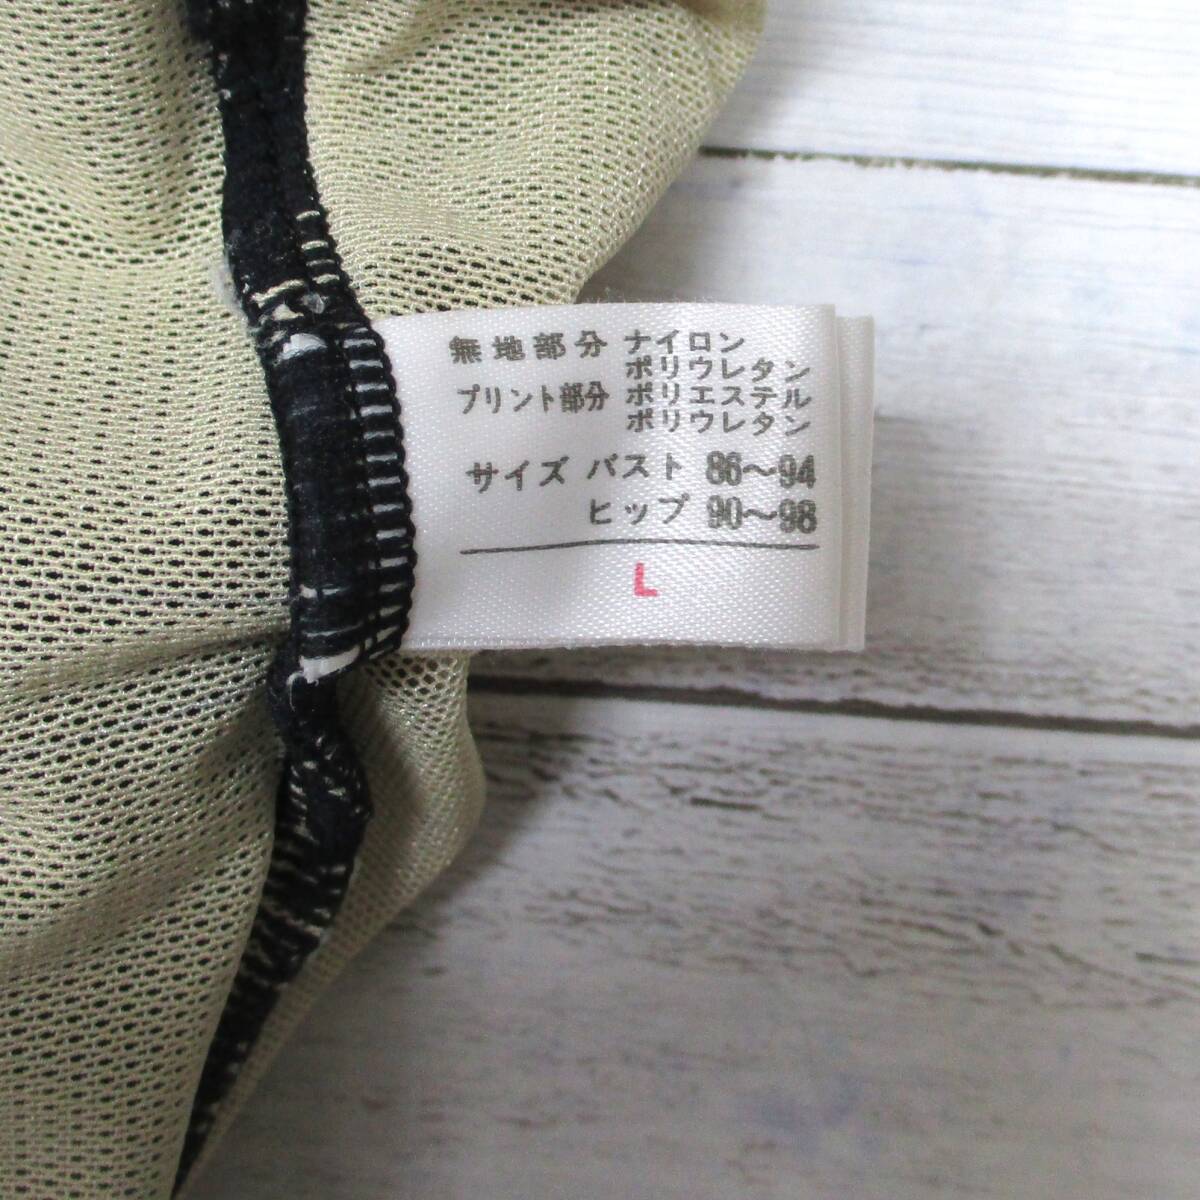 無地部分 ナイロン
ポリウレタン
プリント部分 ポリエステル
ポリウレタン
サイズ バスト 86〜94
ヒップ 90〜98
L